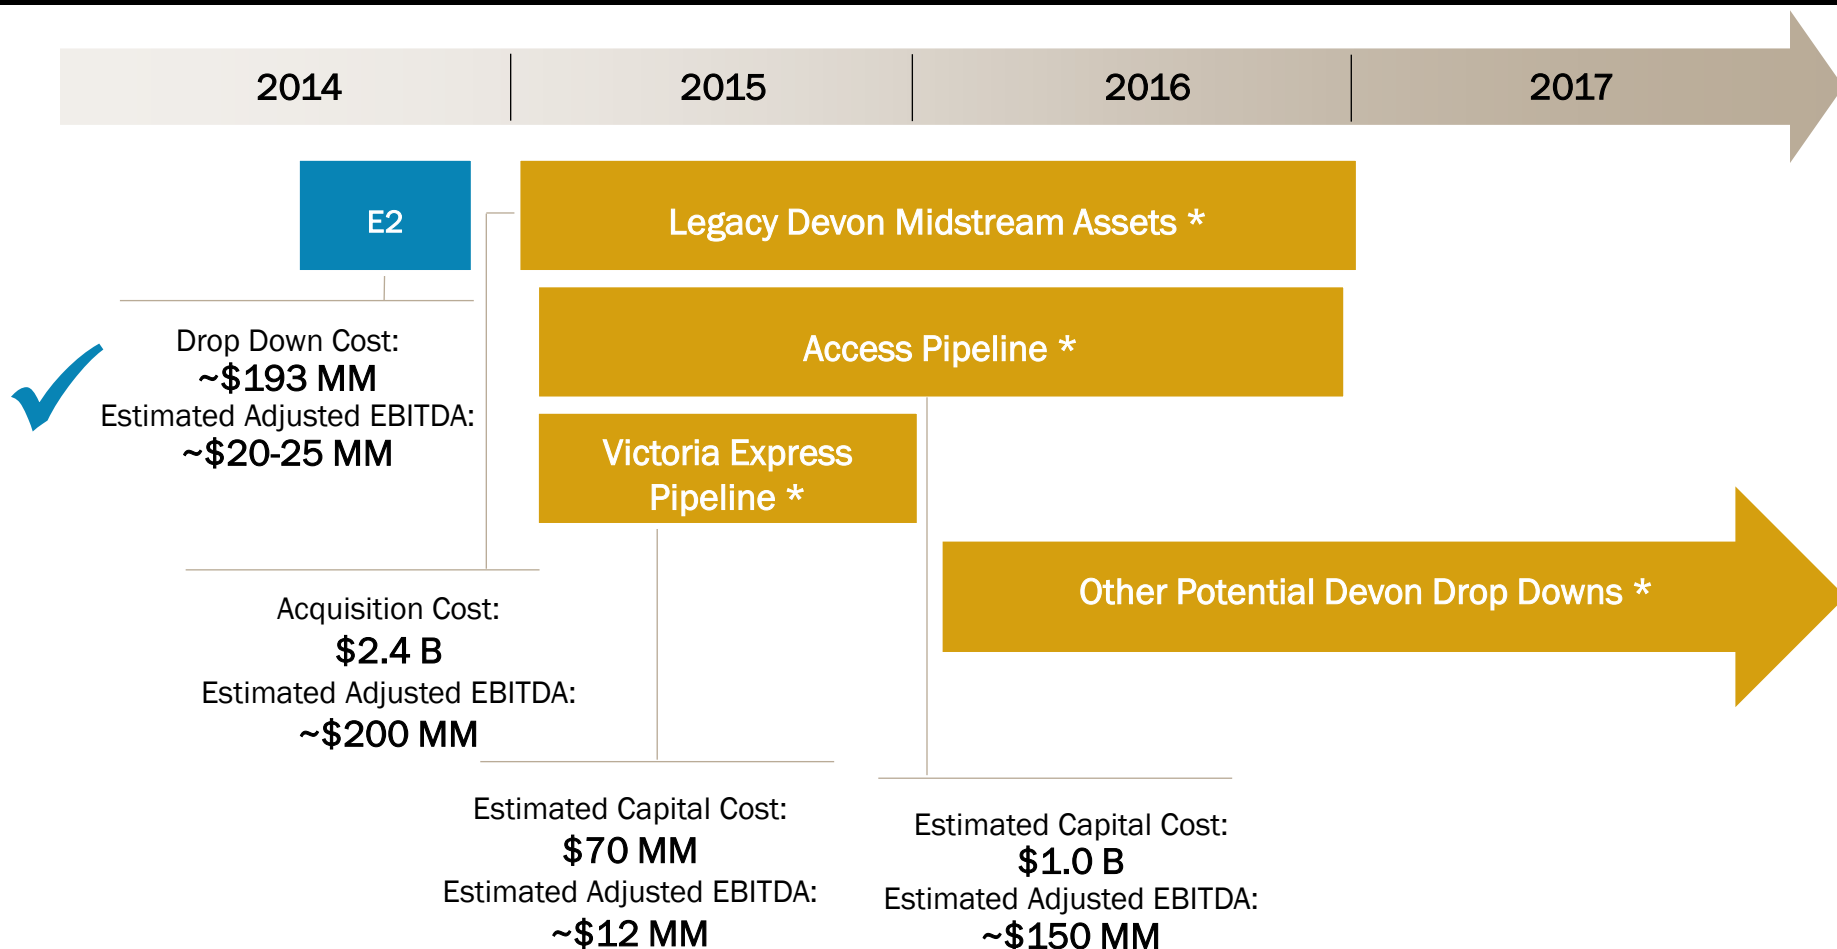 2014
2015
2016
2017
E2
Legacy Devon Midstream Assets *
Access Pipeline *
Victoria Express
Pipeline *
Other Potential Devon Drop Downs *
Drop Down Cost:
~$193 MM
Estimated Adjusted EBITDA:
~$20-25 MM
Acquisition Cost:
$2.4 B
Estimated Adjusted EBITDA:
~$200 MM
Estimated Capital Cost:
$70 MM
Estimated Adjusted EBITDA:
~$12 MM
Estimated Capital Cost:
$1.0 B
Estimated Adjusted EBITDA:
~$150 MM